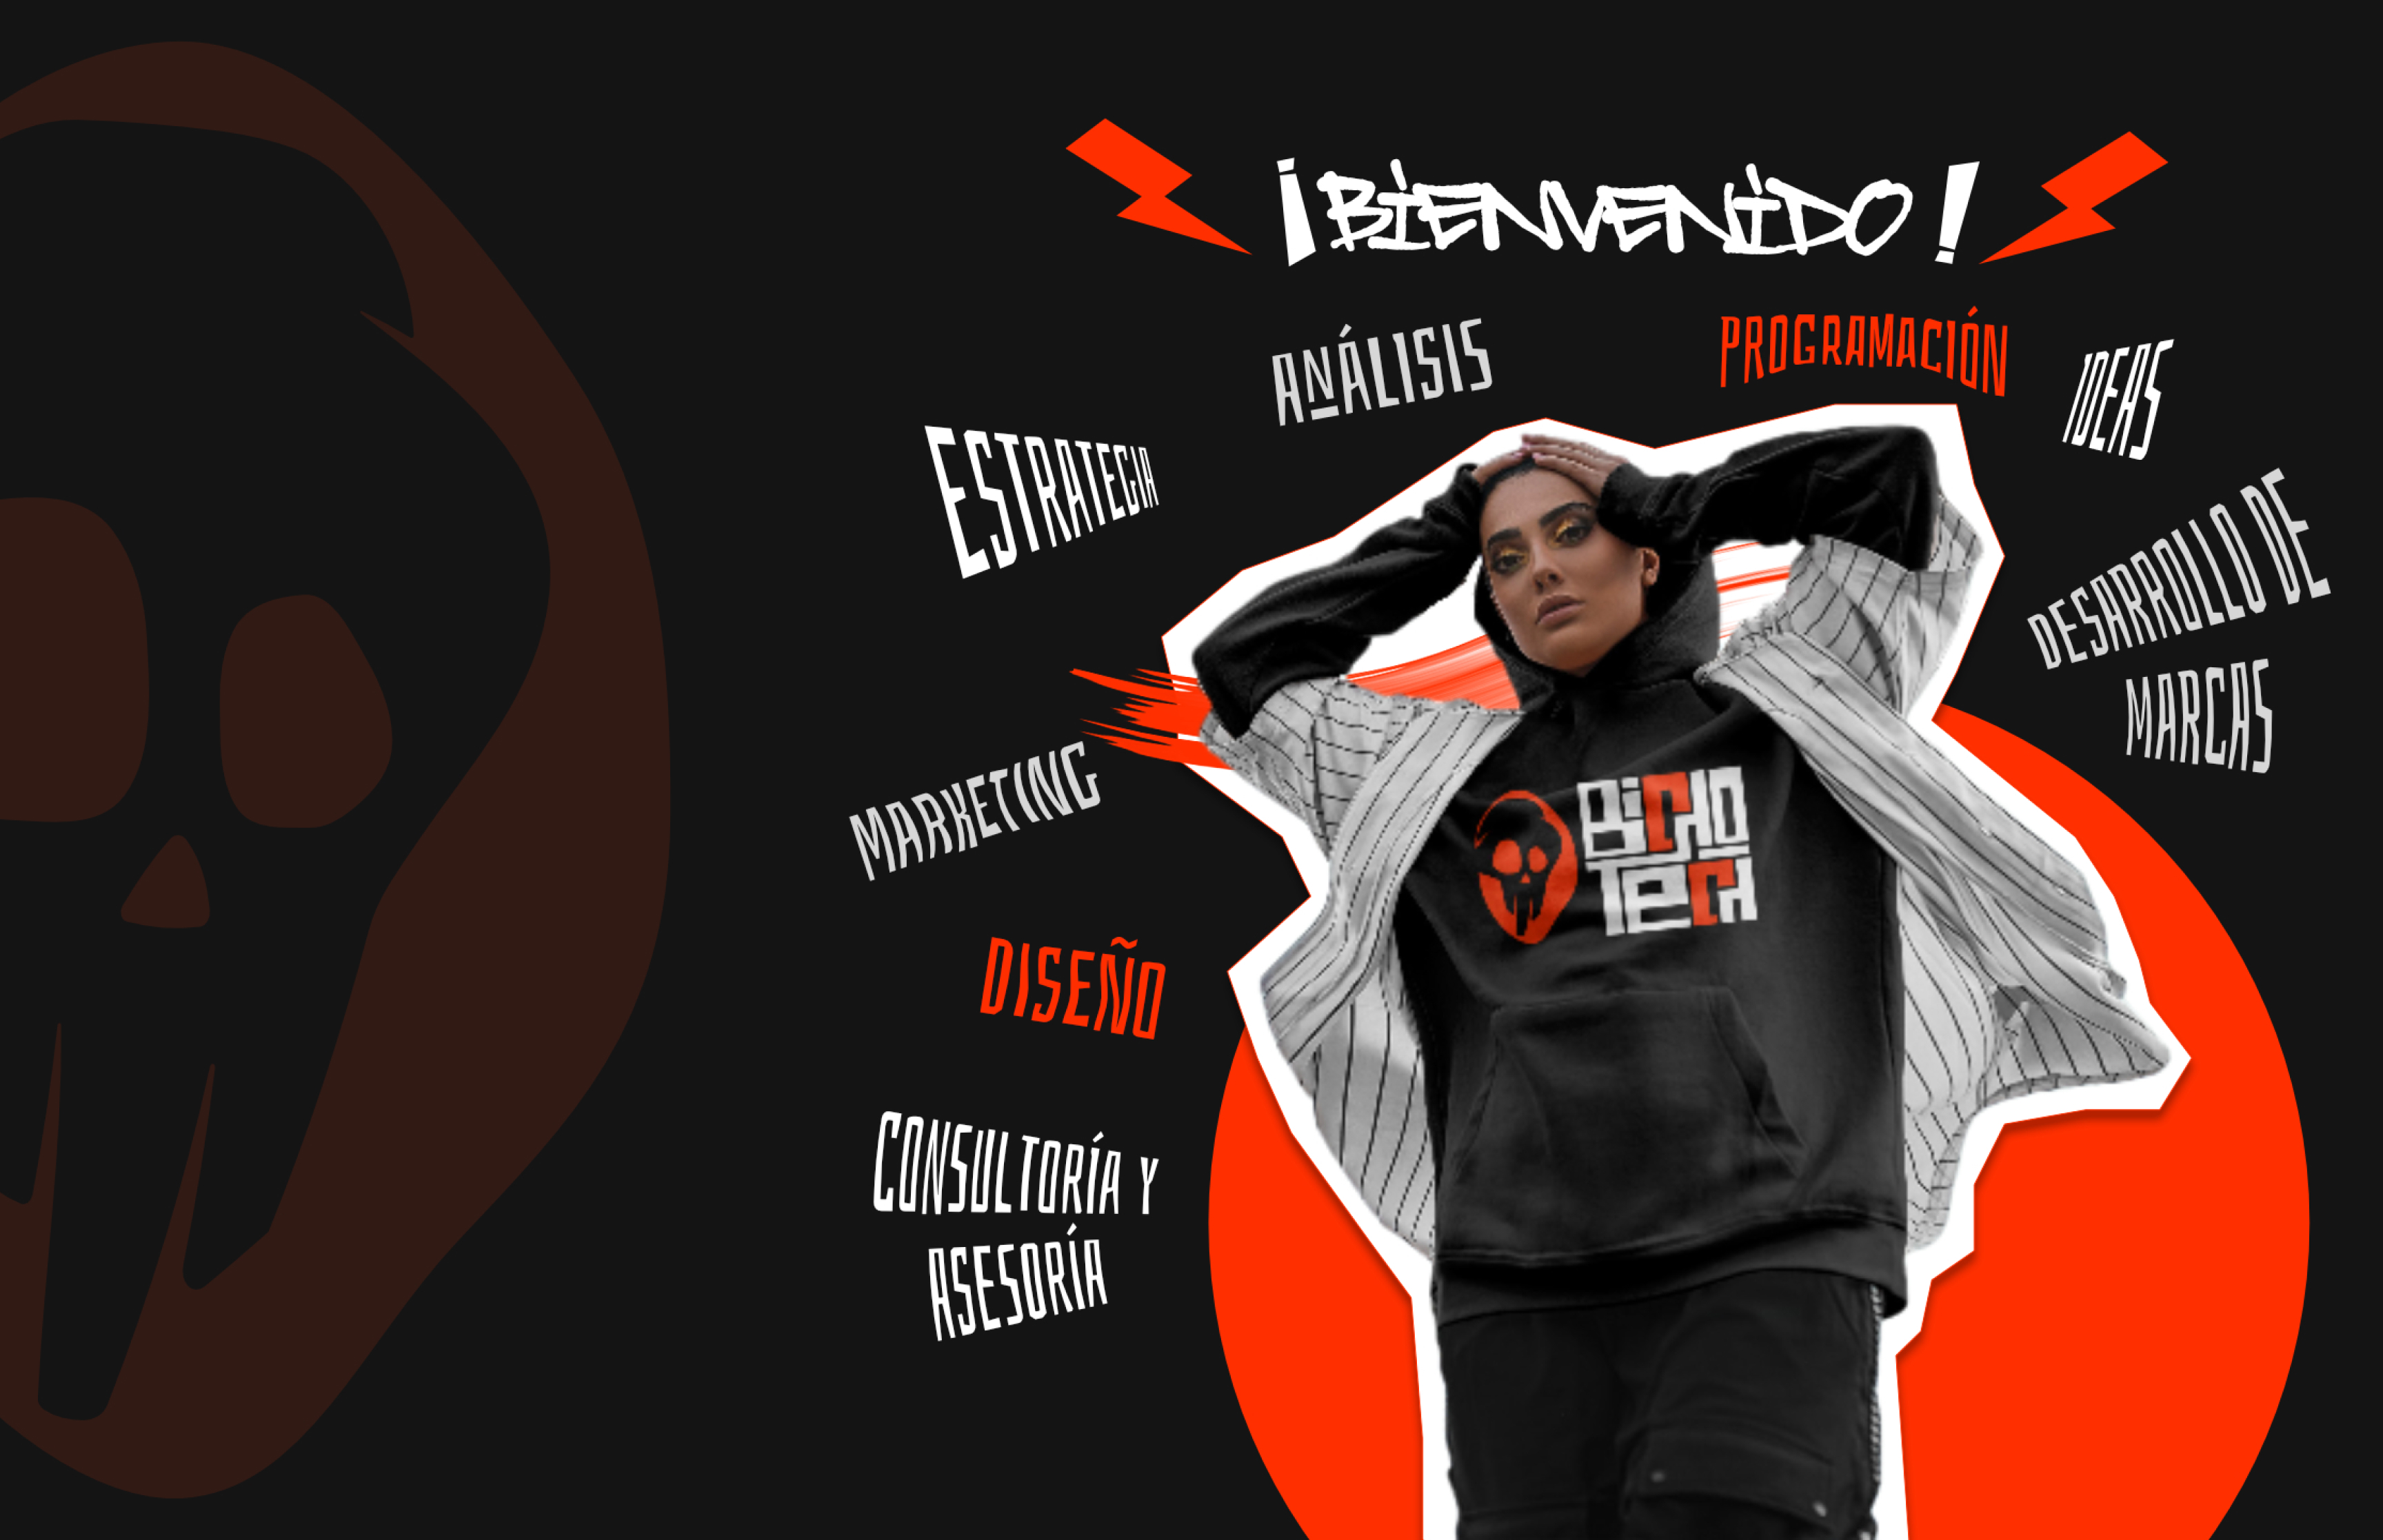 ¡BIENVENIDO!
ANÁLISIS
PROGRAMACIÓN
IDEAS
ESTRATEGIA
DESARROLLO DE
MARCAS
MARKETING
BICHO
TECH
DISEÑO
CONSULTORÍA Y
ASESORÍA